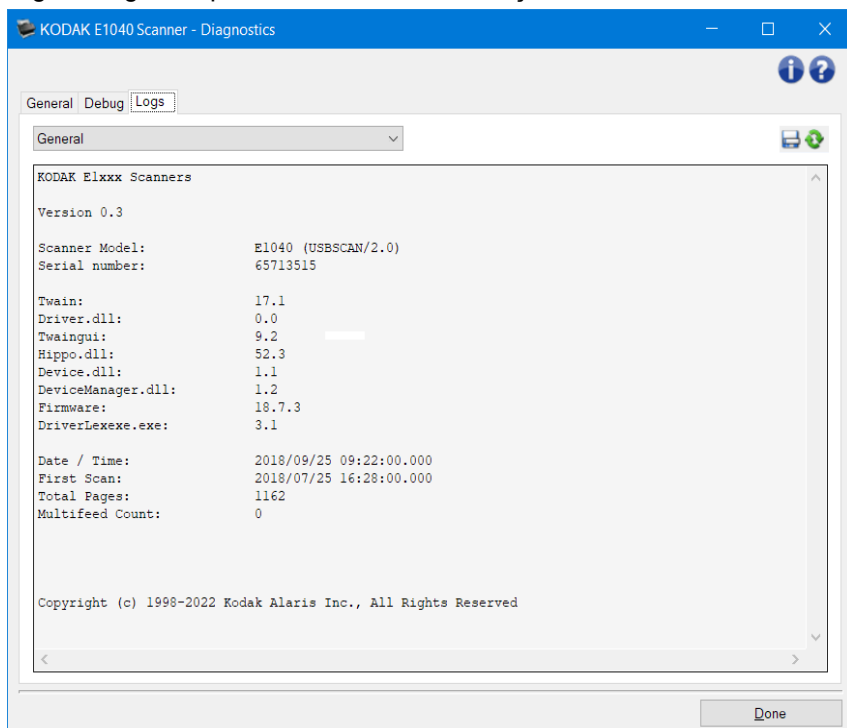 KODAK E1040 Scanner - Diagnostics
General Debug Logs
General
KODAK E1xxx Scanners
Version 0.3
Scanner Model: E1040 (USBSCAN/2.0)
Serial number: 65713515
Twain: 17.1
Driver.dll: 0.0
Twaingui: 9.2
Hippo.dll: 52.3
Device.dll: 1.1
DeviceManager.dll: 1.2
Firmware: 18.7.3
DriverLexexe.exe: 3.1
Date / Time: 2018/09/25 09:22:00.000
First Scan: 2018/07/25 16:28:00.000
Total Pages: 1162
Multifeed Count: 0
Copyright (c) 1998-2022 Kodak Alaris Inc., All Rights Reserved
Done